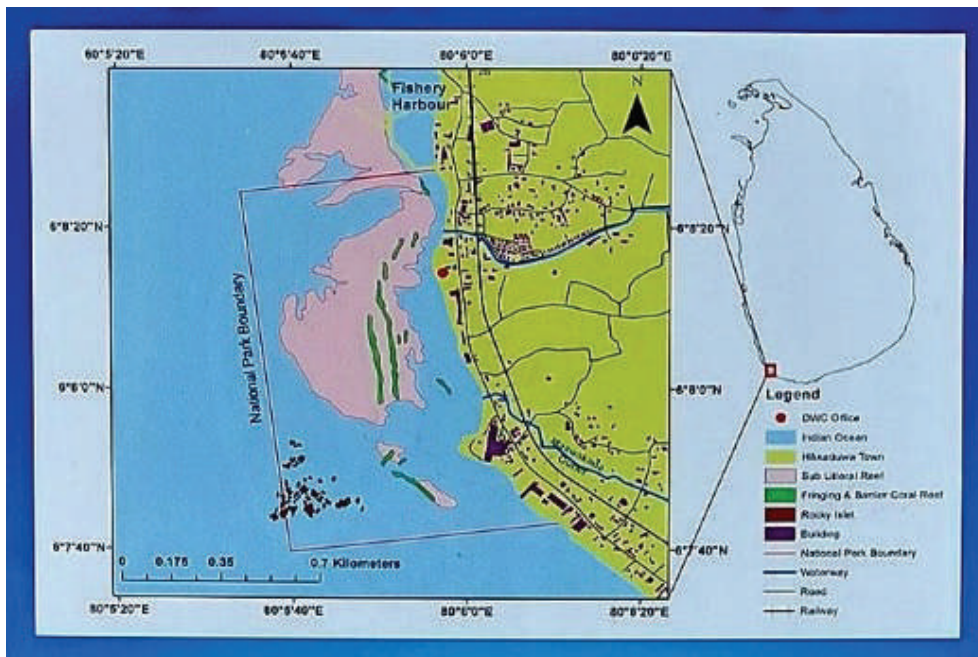 80°5'20"E 80°5'40"E 80°6'0"E 80°6'20"E
N
Fishery
Harbour
6°8'20"N 6°8'20"N
National Park Boundary
6°8'0"N 6°8'0"N
6°7'40"N 6°7'40"N
0 0.175 0.35 0.7 Kilometers
80°5'20"E 80°5'40"E 80°6'0"E 80°6'20"E
Legend
DWC Office
Indian Ocean
Hikkaduwa Town
Sub Littoral Reef
Fringing & Barrier Coral Reef
Rocky Islet
Building
National Park Boundary
Waterway
Road
Railway